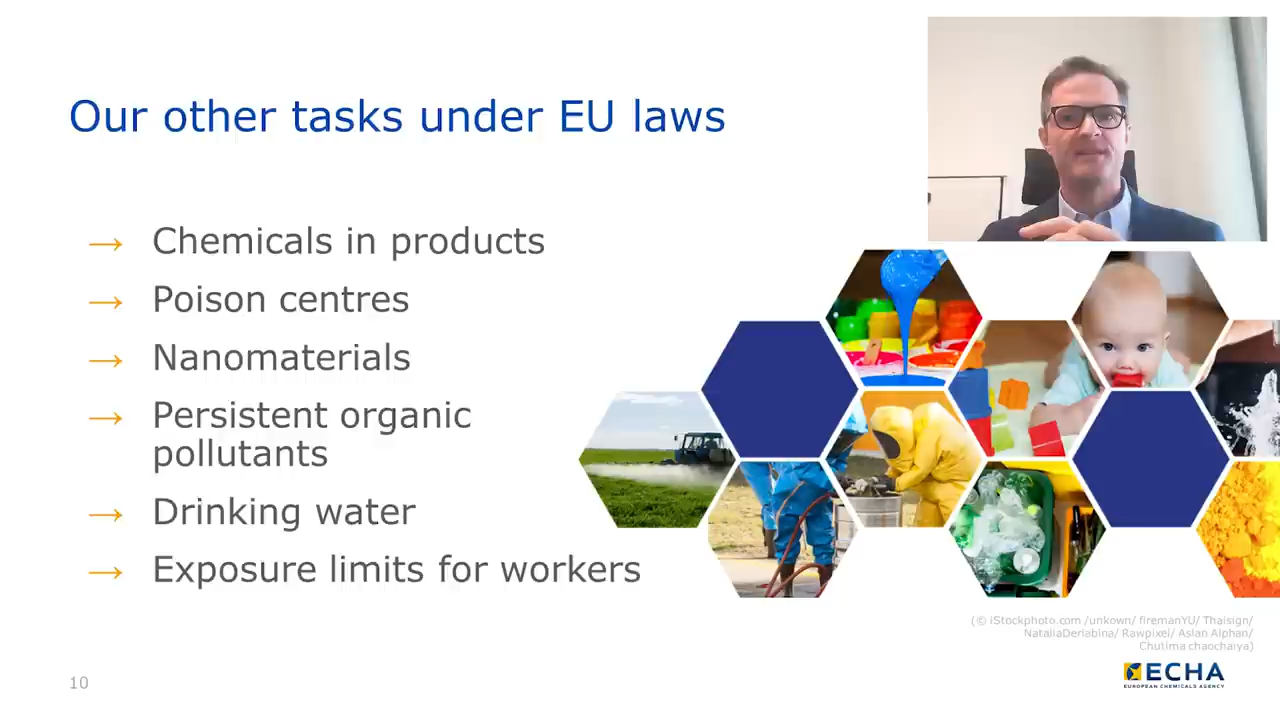 Our other tasks under EU laws
→ Chemicals in products
→ Poison centres
→ Nanomaterials
→ Persistent organic
pollutants
→ Drinking water
→ Exposure limits for workers
(© iStockphoto.com /unkown/ firemanYU/ Thaisign/
NataliaDeriabina/ Rawpixel/ Aslan Alphan/
Chutima chaochaiya)
10
ECHA
EUROPEAN CHEMICALS AGENCY